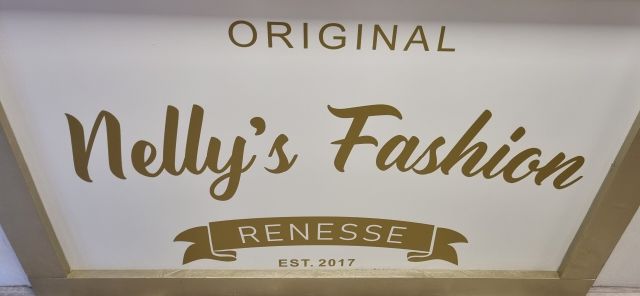 ORIGINAL
Nelly's Fashion
RENESSE
EST. 2017